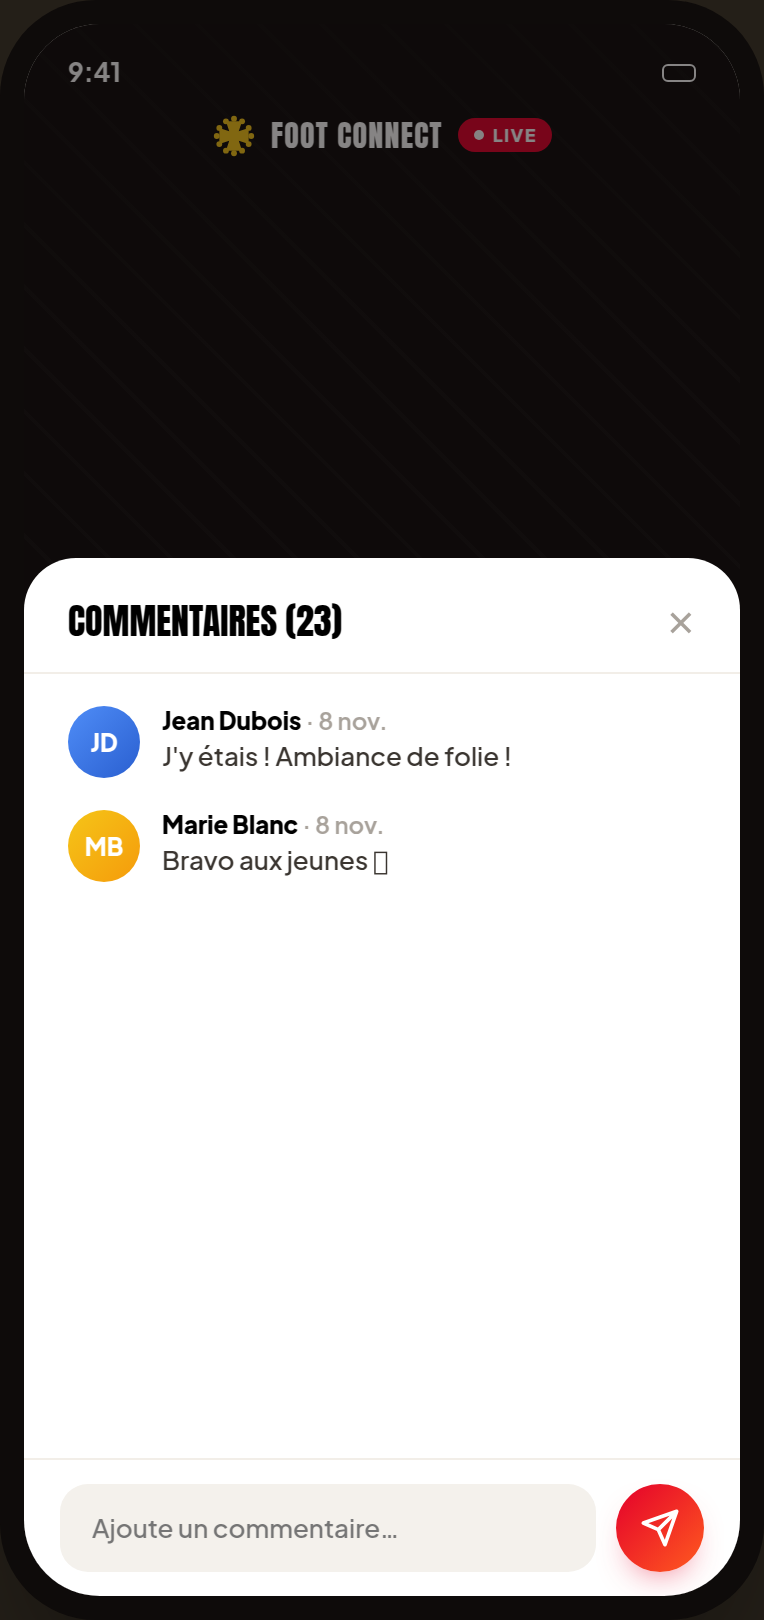 9:41
FOOT CONNECT
LIVE
COMMENTAIRES (23)
JD
Jean Dubois · 8 nov.
J'y étais ! Ambiance de folie !
MB
Marie Blanc · 8 nov.
Bravo aux jeunes
Ajoute un commentaire...